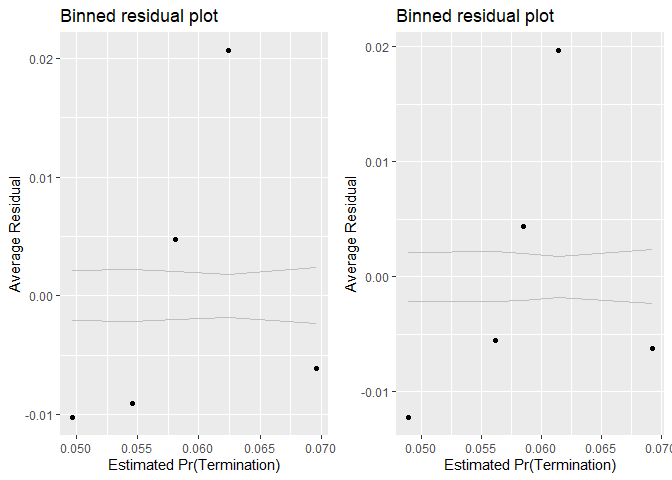 Binned residual plot
0.02
0.01
0.00
-0.01
Average Residual
0.050 0.055 0.060 0.065 0.070
Estimated Pr(Termination)
Binned residual plot
0.02
0.01
0.00
-0.01
Average Residual
0.050 0.055 0.060 0.065 0.070
Estimated Pr(Termination)